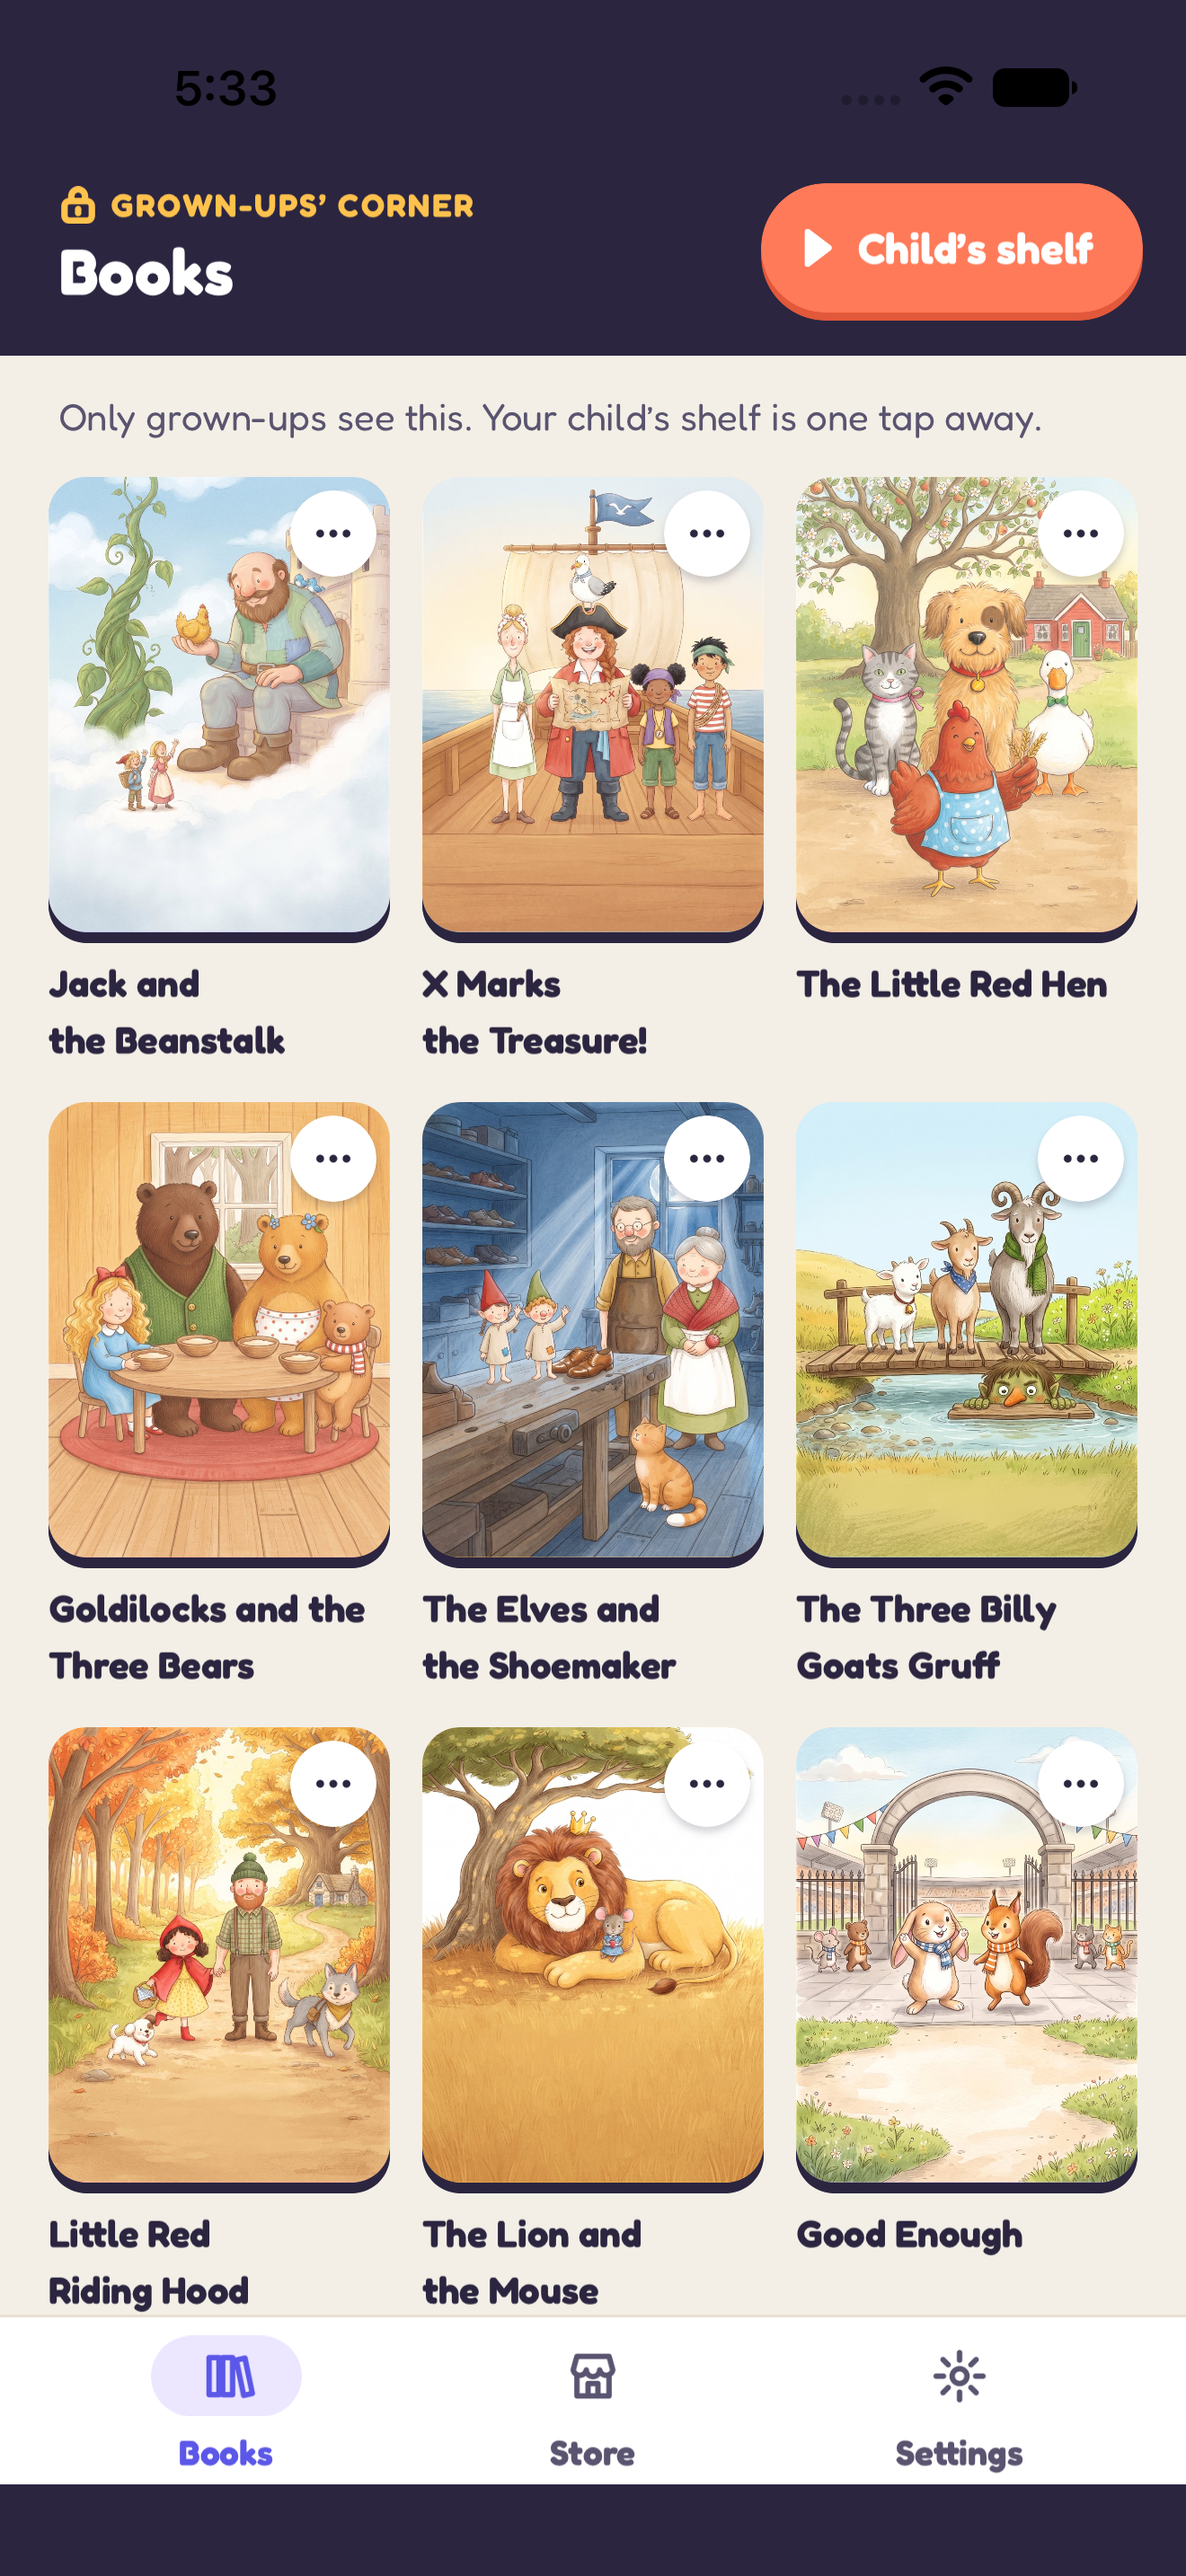 5:33
GROWN-UPS’ CORNER
Books
Child’s shelf
Only grown-ups see this. Your child’s shelf is one tap away.
Jack and
the Beanstalk
X Marks
the Treasure!
The Little Red Hen
Goldilocks and the
Three Bears
The Elves and
the Shoemaker
The Three Billy
Goats Gruff
Little Red
Riding Hood
The Lion and
the Mouse
Good Enough
Books
Store
Settings